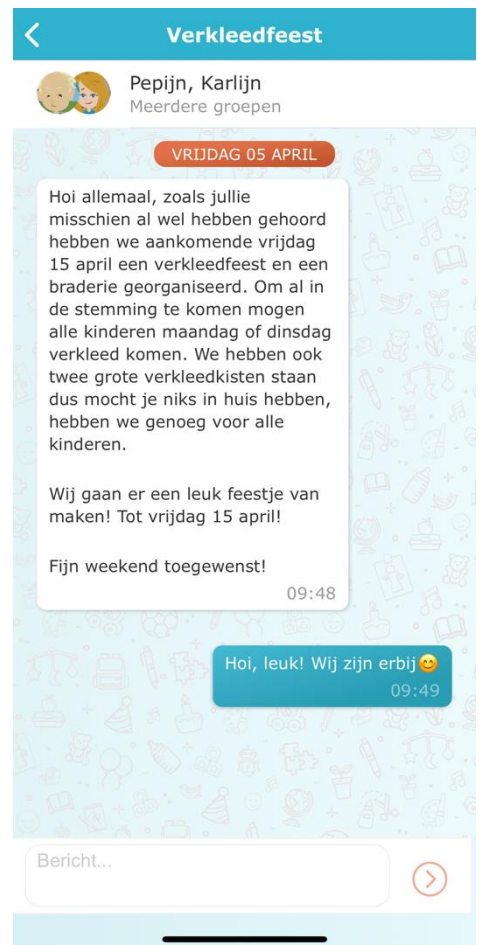 Verkleedfeest
Pepijn, Karlijn
Meerdere groepen
VRIJDAG 05 APRIL
Hoi allemaal, zoals jullie
misschien al wel hebben gehoord
hebben we aankomende vrijdag
15 april een verkleedfeest en een
braderie georganiseerd. Om al in
de stemming te komen mogen
alle kinderen maandag of dinsdag
verkleed komen. We hebben ook
twee grote verkleedkisten staan
dus mocht je niks in huis hebben,
hebben we genoeg voor alle
kinderen.
Wij gaan er een leuk feestje van
maken! Tot vrijdag 15 april!
Fijn weekend toegewenst!
09:48
Hoi, leuk! Wij zijn erbij😊
09:49
Bericht...